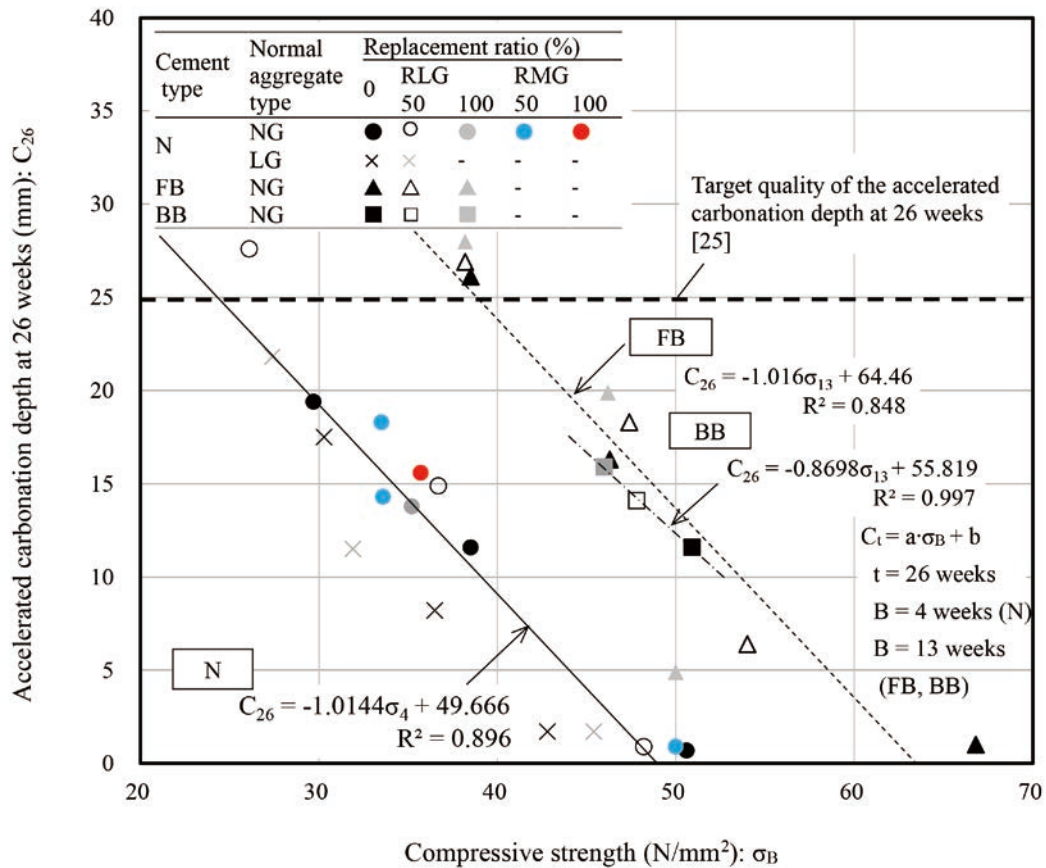 Accelerated carbonation depth at 26 weeks (mm): C₂₆
40
35
30
25
20
15
10
5
0
Cement type
Normal aggregate type
Replacement ratio (%)
0
RLG
RMG
50 100 50 100
N
NG
LG - - -
FB NG - -
BB NG - -
Target quality of the accelerated
carbonation depth at 26 weeks
[25]
FB
C₂₆ = -1.016σ₁₃ + 64.46
R² = 0.848
BB
C₂₆ = -0.8698σ₁₃ + 55.819
R² = 0.997
Cₜ = a·σB + b
t = 26 weeks
B = 4 weeks (N)
B = 13 weeks
(FB, BB)
N
C₂₆ = -1.0144σ₄ + 49.666
R² = 0.896
20 30 40 50 60 70
Compressive strength (N/mm²): σB